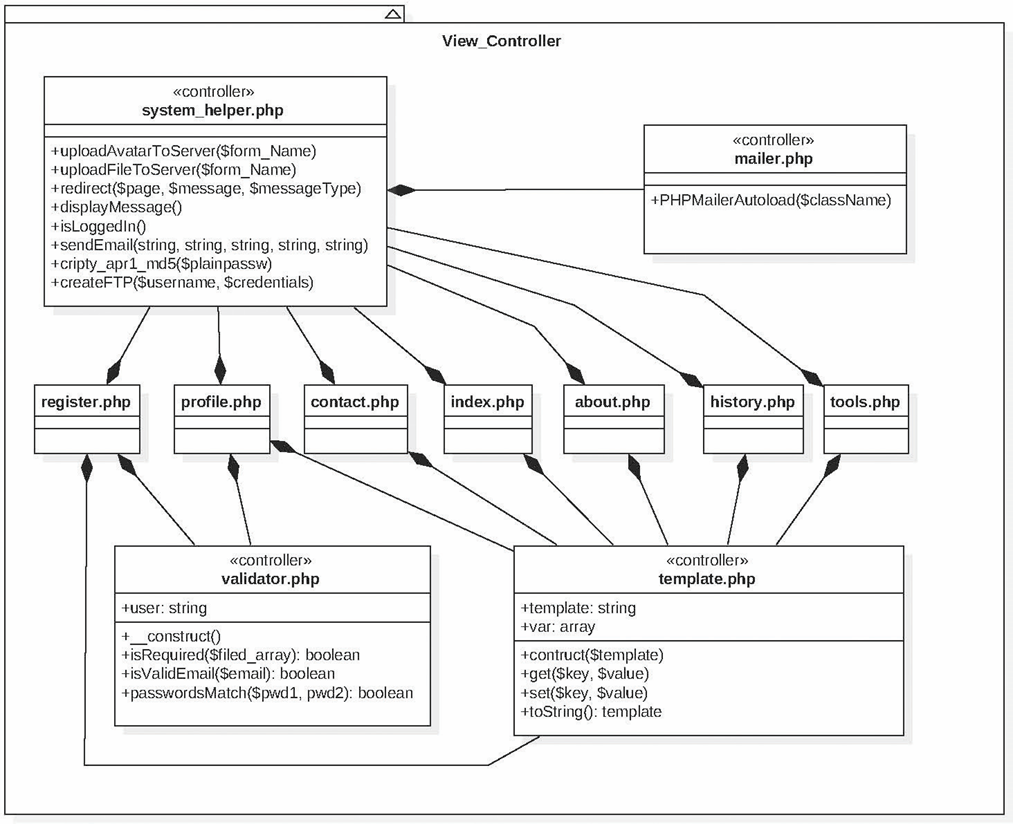 View_Controller
«controller»
system_helper.php
+uploadAvatarToServer($form_Name)
+uploadFileToServer($form_Name)
+redirect($page, $message, $messageType)
+displayMessage()
+isLoggedIn()
+sendEmail(string, string, string, string, string)
+cripty_apr1_md5($plainpassw)
+createFTP($username, $credentials)
«controller»
mailer.php
+PHPMailerAutoload($className)
register.php
profile.php
contact.php
index.php
about.php
history.php
tools.php
«controller»
validator.php
+user: string
+__construct()
+isRequired($filed_array): boolean
+isValidEmail($email): boolean
+passwordsMatch($pwd1, pwd2): boolean
«controller»
template.php
+template: string
+var: array
+contruct($template)
+get($key, $value)
+set($key, $value)
+toString(): template